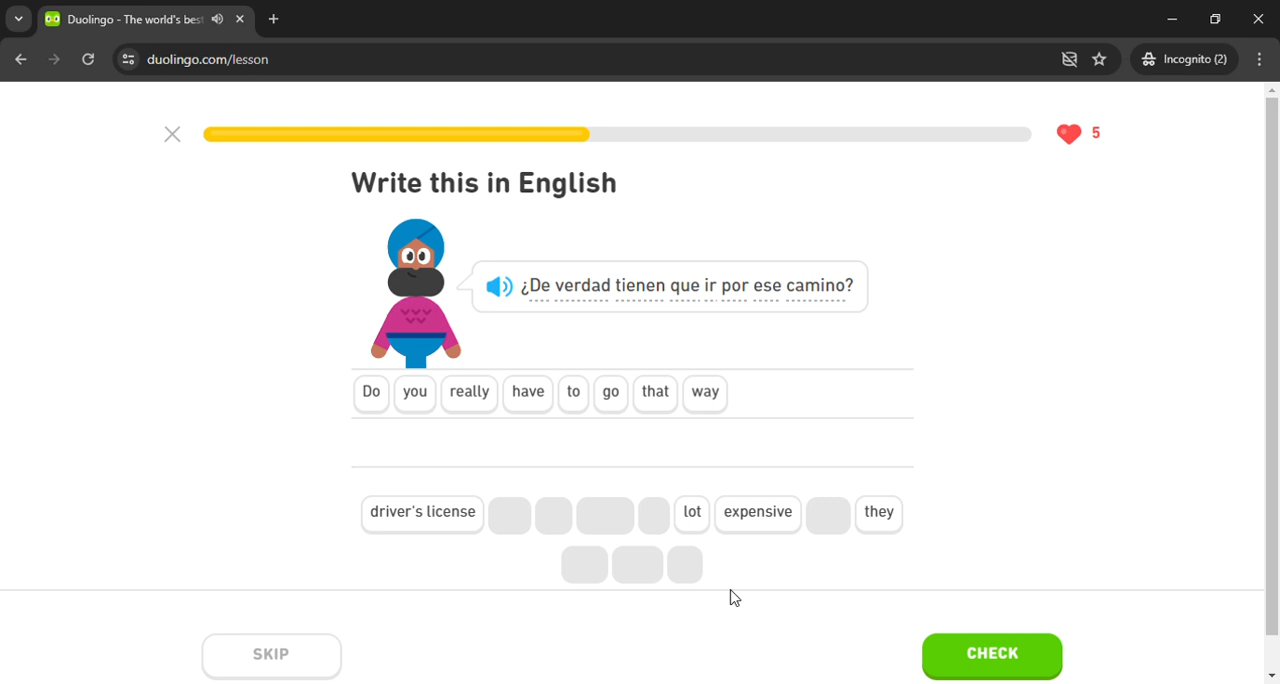 Duolingo - The world's bes
duolingo.com/lesson
Incognito (2)
5
Write this in English
¿De verdad tienen que ir por ese camino?
Do you really have to go that way
driver's license lot expensive they
SKIP
CHECK